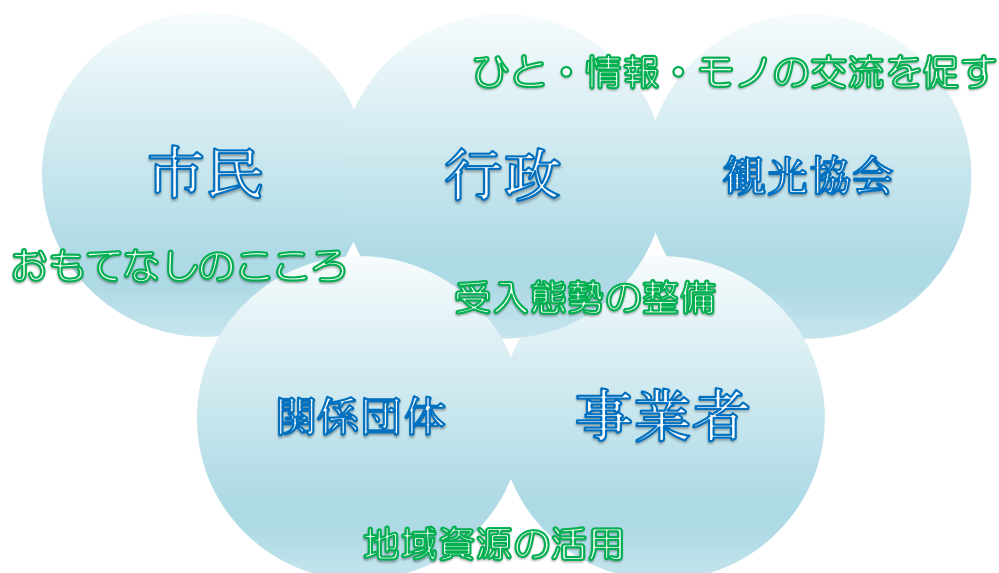 ひと・情報・モノの交流を促す
市民
行政
観光協会
おもてなしのこころ
受入態勢の整備
関係団体
事業者
地域資源の活用